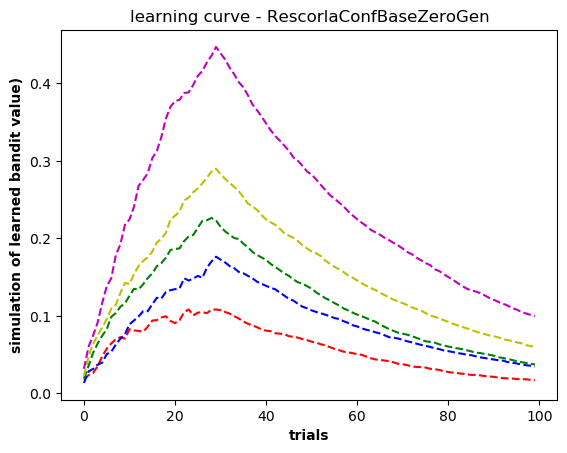 learning curve - RescorlaConfBaseZeroGen
simulation of learned bandit value)
0.4
0.3
0.2
0.1
0.0
0 20 40 60 80 100
trials